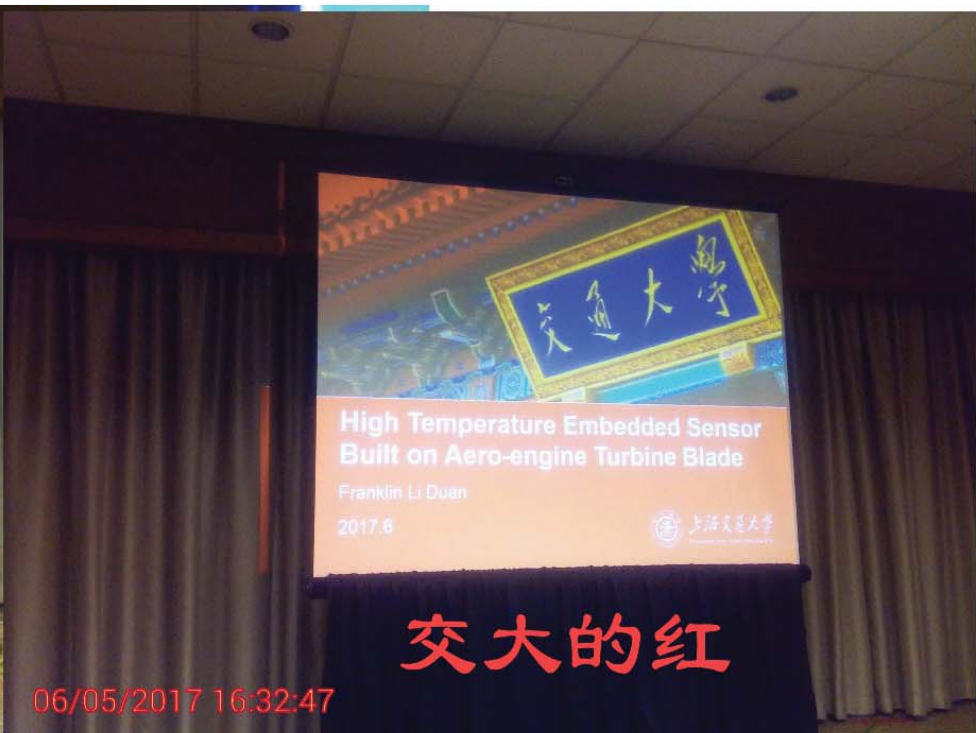 交通大學
High Temperature Embedded Sensor
Built on Aero-engine Turbine Blade
Franklin Li Duan
2017.6
上海交通大学
交大的红
06/05/2017 16:32:47